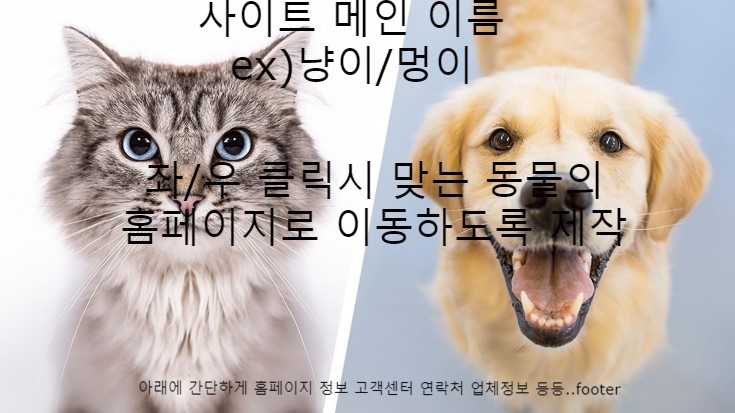 사이트 메인 이름
ex)냥이/멍이
좌/우 클릭시 맞는 동물의
홈페이지로 이동하도록 제작
아래에 간단하게 홈페이지 정보 고객센터 연락처 업체정보 등등..footer